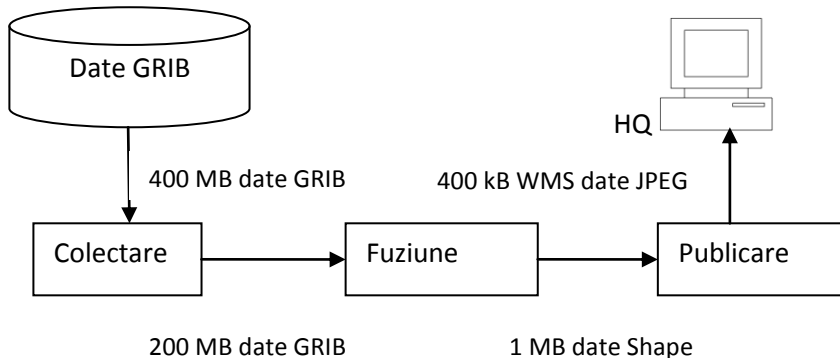 Date GRIB
HQ
400 MB date GRIB
400 kB WMS date JPEG
Colectare
Fuziune
Publicare
200 MB date GRIB
1 MB date Shape